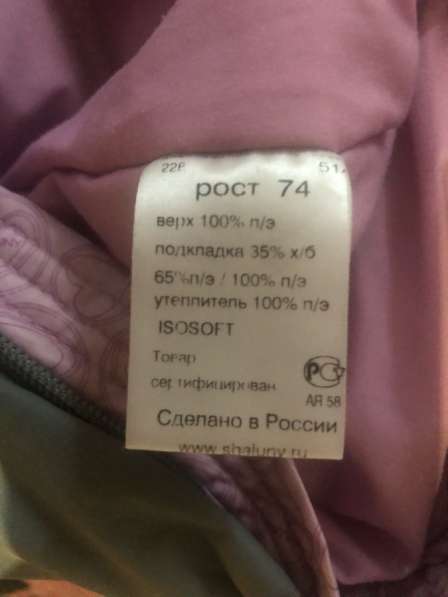 рост 74
верх 100% п/э
подкладка 35% х/б
65%п/э / 100% п/э
утеплитель 100% п/э
ISOSOFT
Товар
сертифицирован
АЯ 58
Сделано в России
www.shaluny.ru